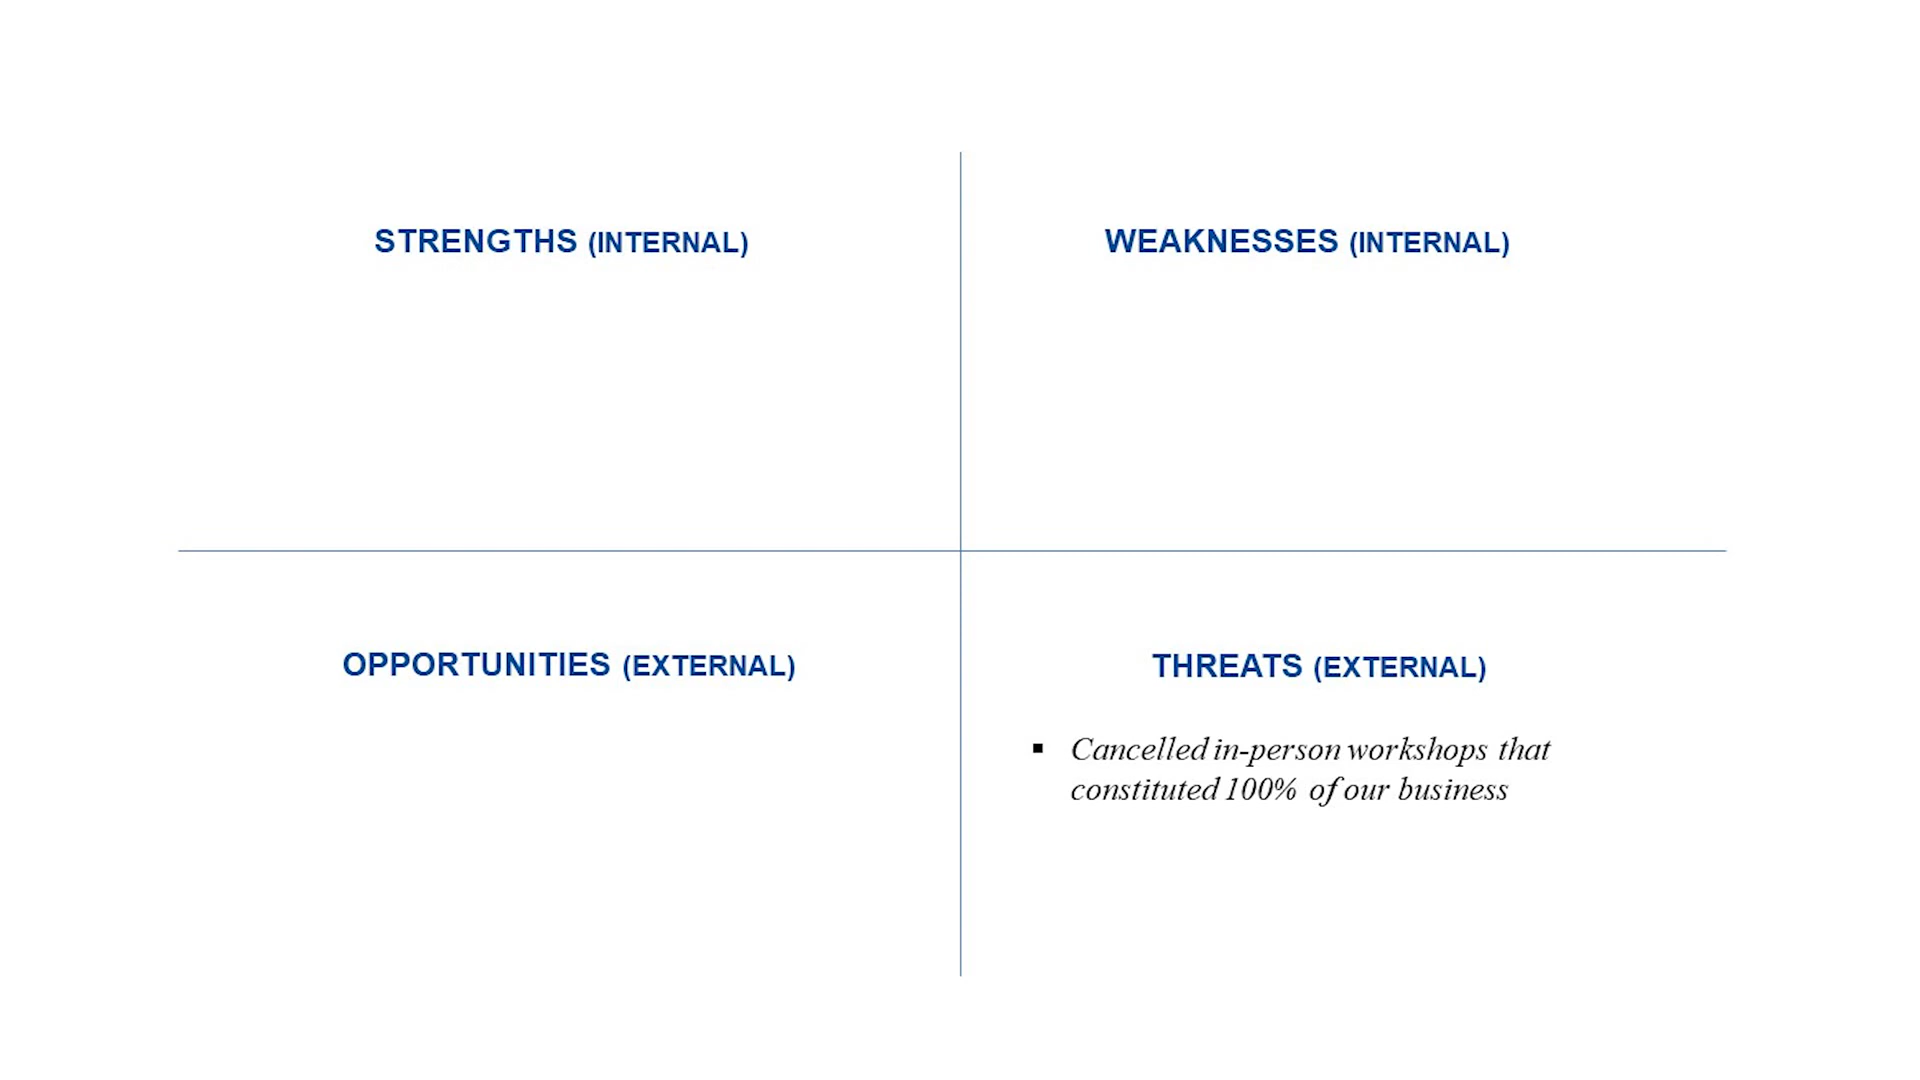 STRENGTHS (INTERNAL)
WEAKNESSES (INTERNAL)
OPPORTUNITIES (EXTERNAL)
THREATS (EXTERNAL)
▪ Cancelled in-person workshops that
constituted 100% of our business